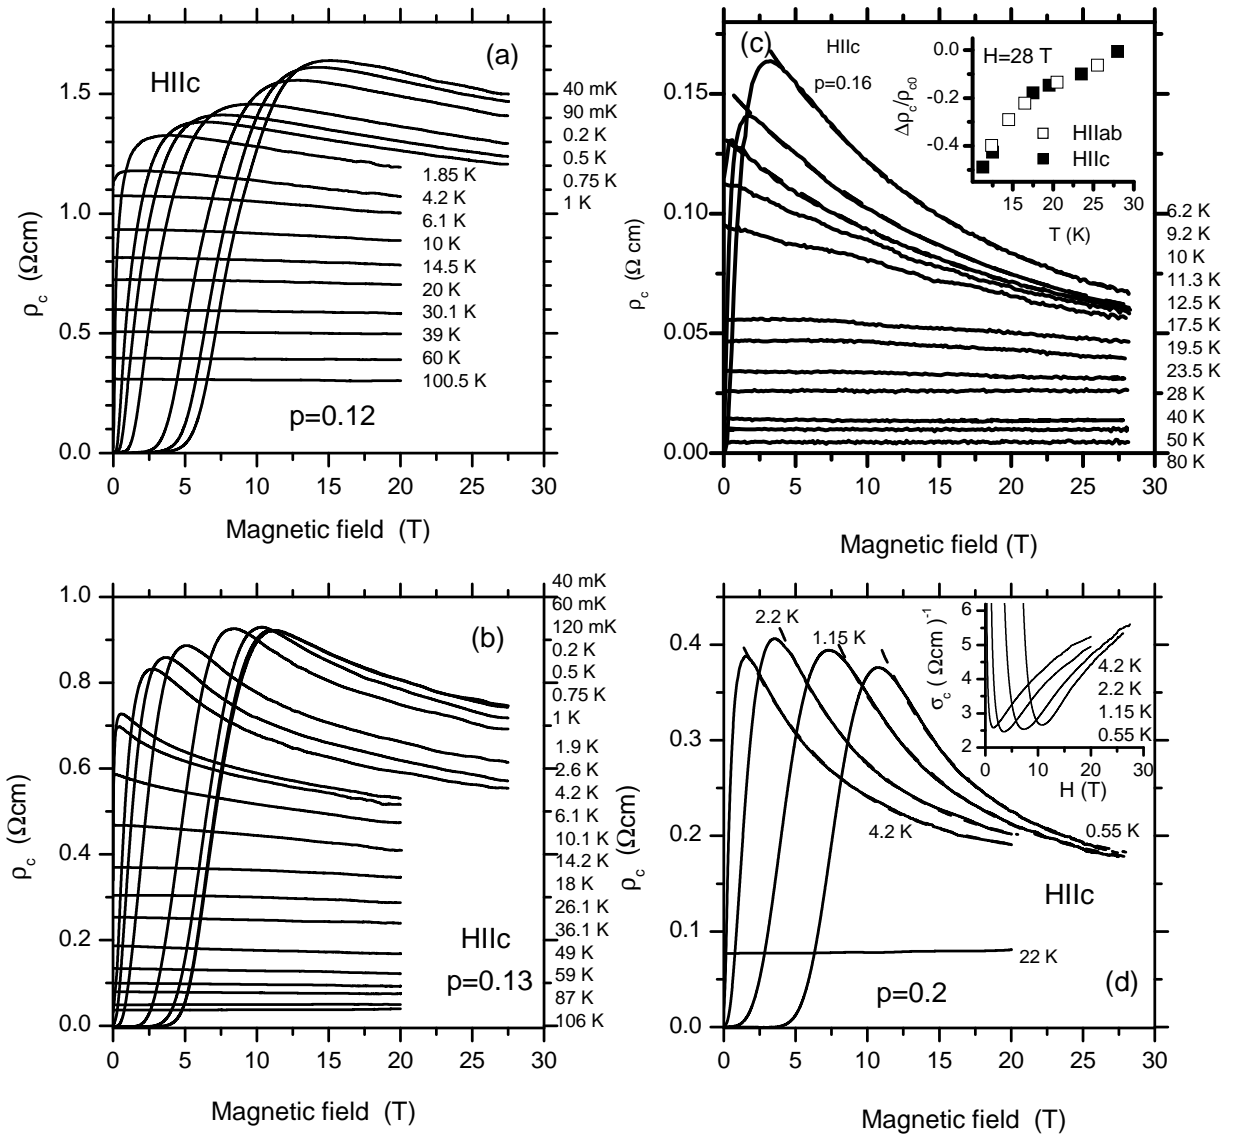 (a)
HIIc
1.5
1.0
0.5
0.0
ρc (Ωcm)
40 mK
90 mK
0.2 K
0.5 K
0.75 K
1 K
1.85 K
4.2 K
6.1 K
10 K
14.5 K
20 K
30.1 K
39 K
60 K
100.5 K
p=0.12
0 5 10 15 20 25 30
Magnetic field (T)
(c)
HIIc
p=0.16
0.15
0.10
0.05
0.00
ρc (Ω cm)
H=28 T
0.0
-0.2
-0.4
Δρc/ρc0
HIIab
HIIc
15 20 25 30
T (K)
6.2 K
9.2 K
10 K
11.3 K
12.5 K
17.5 K
19.5 K
23.5 K
28 K
40 K
50 K
80 K
0 5 10 15 20 25 30
Magnetic field (T)
(b)
1.0
0.8
0.6
0.4
0.2
0.0
ρc (Ωcm)
40 mK
60 mK
120 mK
0.2 K
0.5 K
0.75 K
1 K
1.9 K
2.6 K
4.2 K
6.1 K
10.1 K
14.2 K
18 K
26.1 K
36.1 K
49 K
59 K
87 K
106 K
HIIc
p=0.13
0 5 10 15 20 25 30
Magnetic field (T)
0.4
0.3
0.2
0.1
0.0
ρc (Ωcm)
2.2 K
1.15 K
4.2 K
0.55 K
22 K
6
5
4
3
2
σc ( Ωcm )-1
4.2 K
2.2 K
1.15 K
0.55 K
0 10 20 30
H (T)
HIIc
(d)
p=0.2
0 5 10 15 20 25 30
Magnetic field (T)